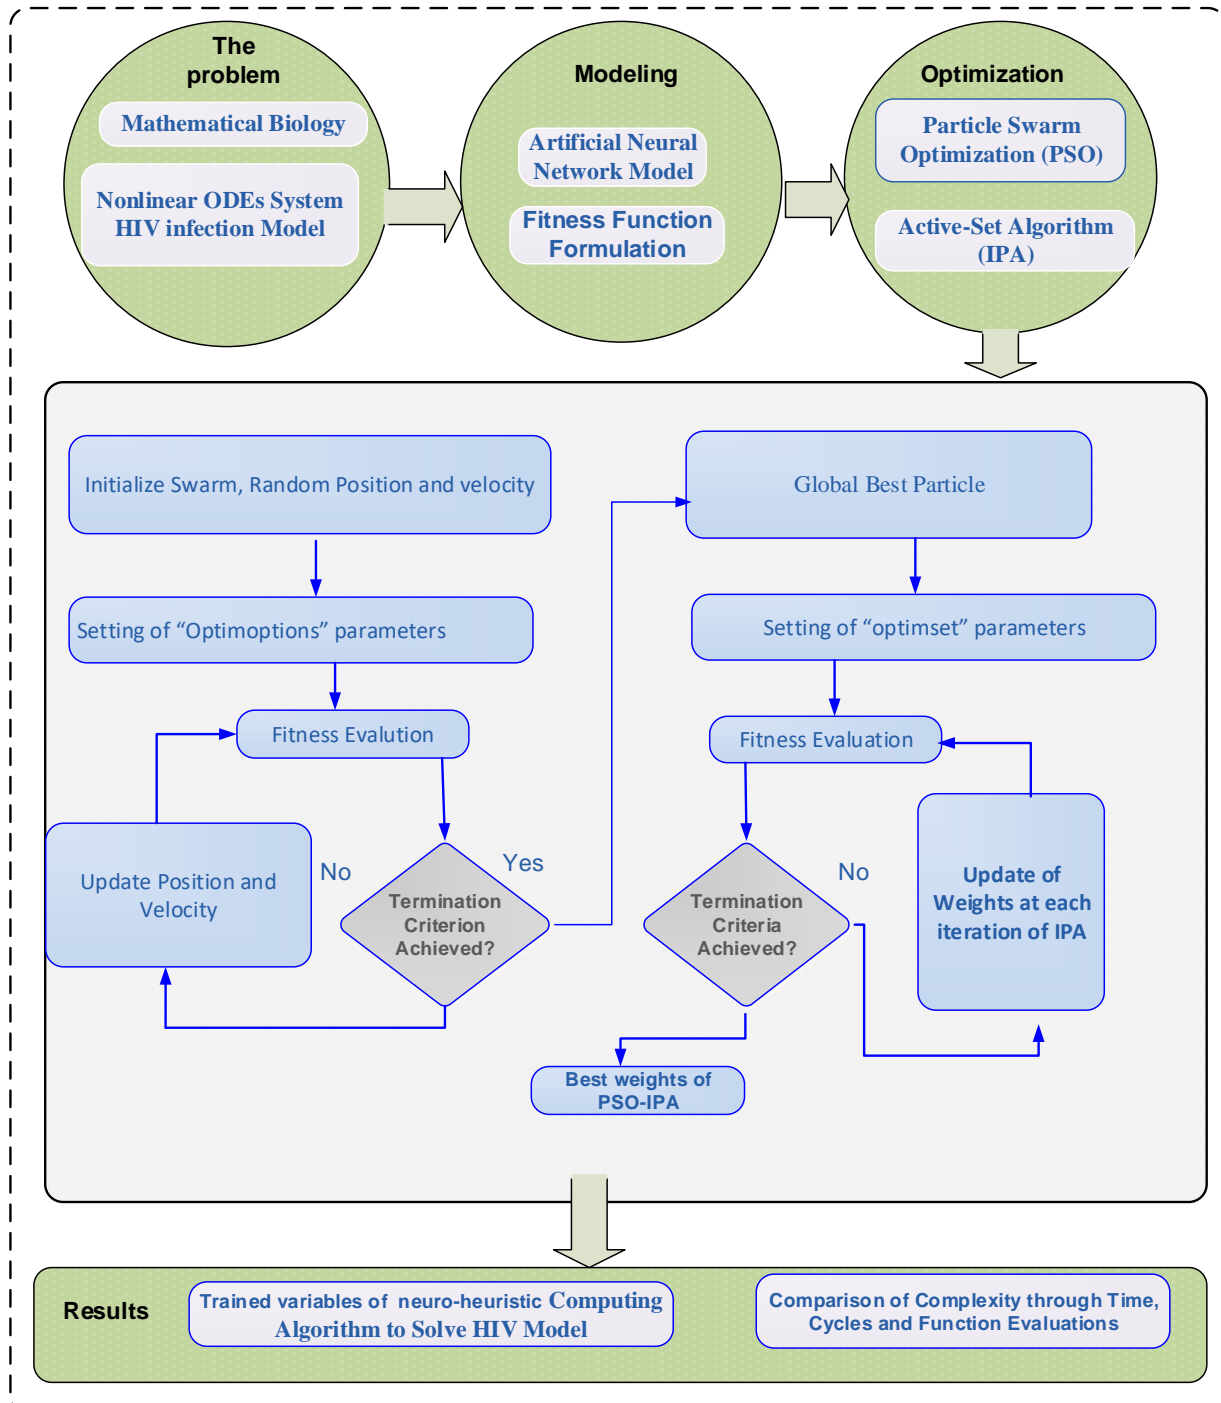 The
problem
Mathematical Biology
Nonlinear ODEs System
HIV infection Model
Modeling
Artificial Neural
Network Model
Fitness Function
Formulation
Optimization
Particle Swarm
Optimization (PSO)
Active-Set Algorithm
(IPA)
Initialize Swarm, Random Position and velocity
Setting of “Optimoptions” parameters
Fitness Evalution
Update Position and
Velocity
No
Termination
Criterion
Achieved?
Yes
Global Best Particle
Setting of “optimset” parameters
Fitness Evaluation
Termination
Criteria
Achieved?
No
Update of
Weights at each
iteration of IPA
Best weights of
PSO-IPA
Results
Trained variables of neuro-heuristic Computing
Algorithm to Solve HIV Model
Comparison of Complexity through Time,
Cycles and Function Evaluations